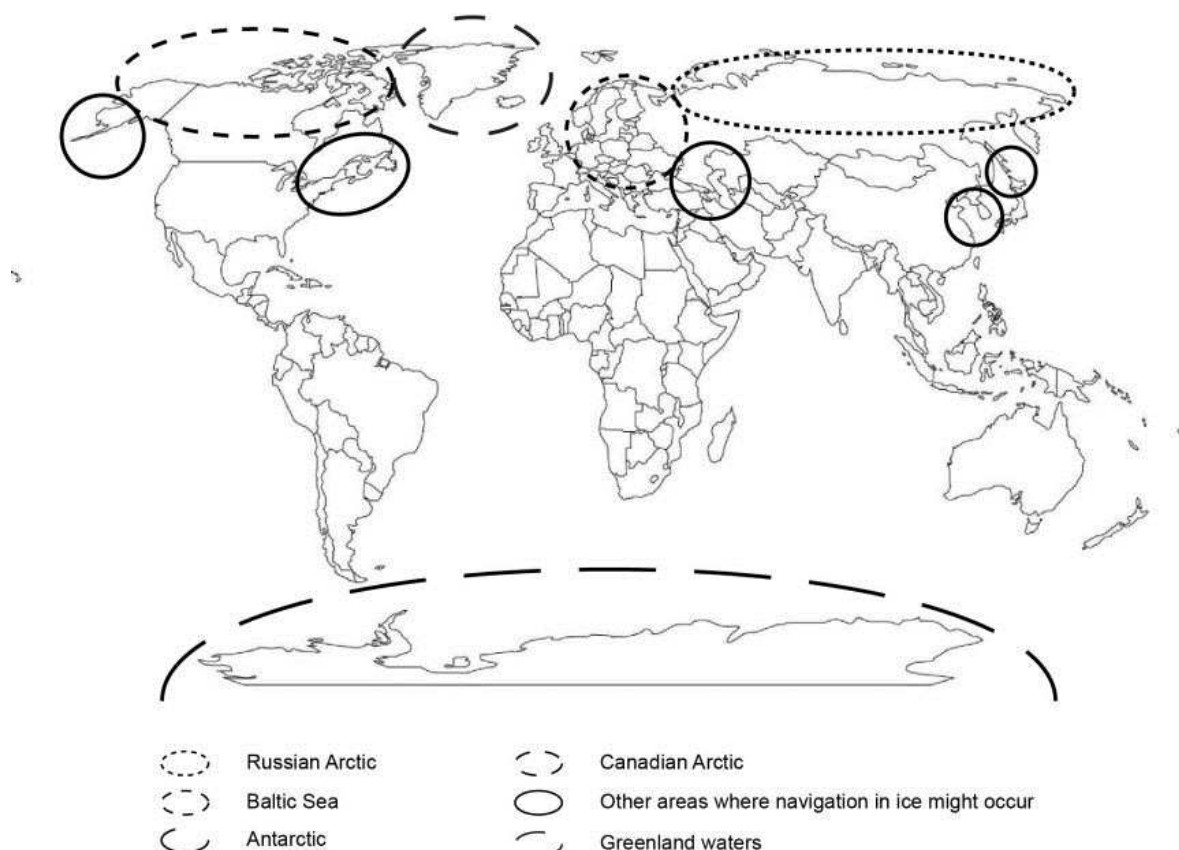 Russian Arctic
Canadian Arctic
Baltic Sea
Other areas where navigation in ice might occur
Antarctic
Greenland waters